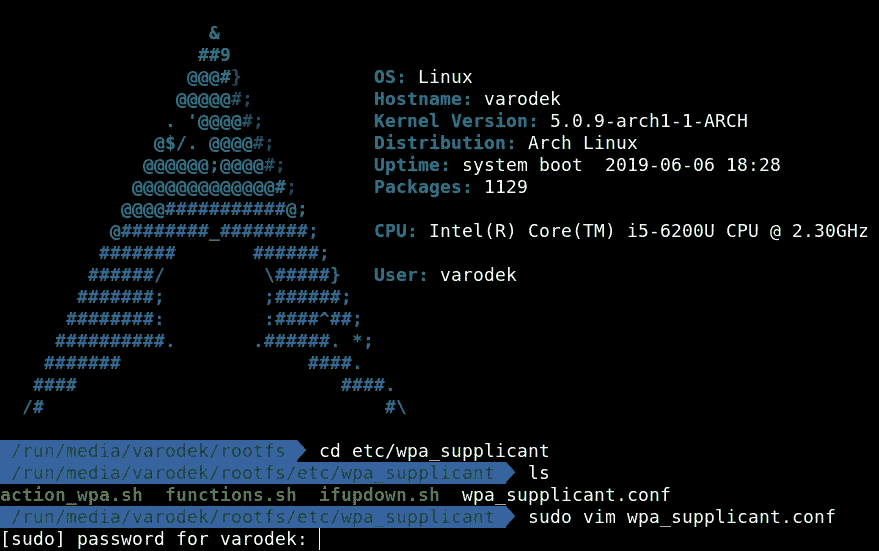 &
##9
@@@#}
@@@@@#;
. '@@@@#;
@$/. @@@@#;
@@@@@@;@@@@#;
@@@@@@@@@@@@@#;
@@@@###########@;
@########_########;
####### ######;
######/ \#####}
#######; ;######;
########: :####^##;
##########. .######. *;
####### ####.
#### ####.
/# #\
OS: Linux
Hostname: varodek
Kernel Version: 5.0.9-arch1-1-ARCH
Distribution: Arch Linux
Uptime: system boot  2019-06-06 18:28
Packages: 1129
CPU: Intel(R) Core(TM) i5-6200U CPU @ 2.30GHz
User: varodek
/run/media/varodek/rootfs cd etc/wpa_supplicant
/run/media/varodek/rootfs/etc/wpa_supplicant ls
action_wpa.sh  functions.sh  ifupdown.sh  wpa_supplicant.conf
/run/media/varodek/rootfs/etc/wpa_supplicant sudo vim wpa_supplicant.conf
[sudo] password for varodek: